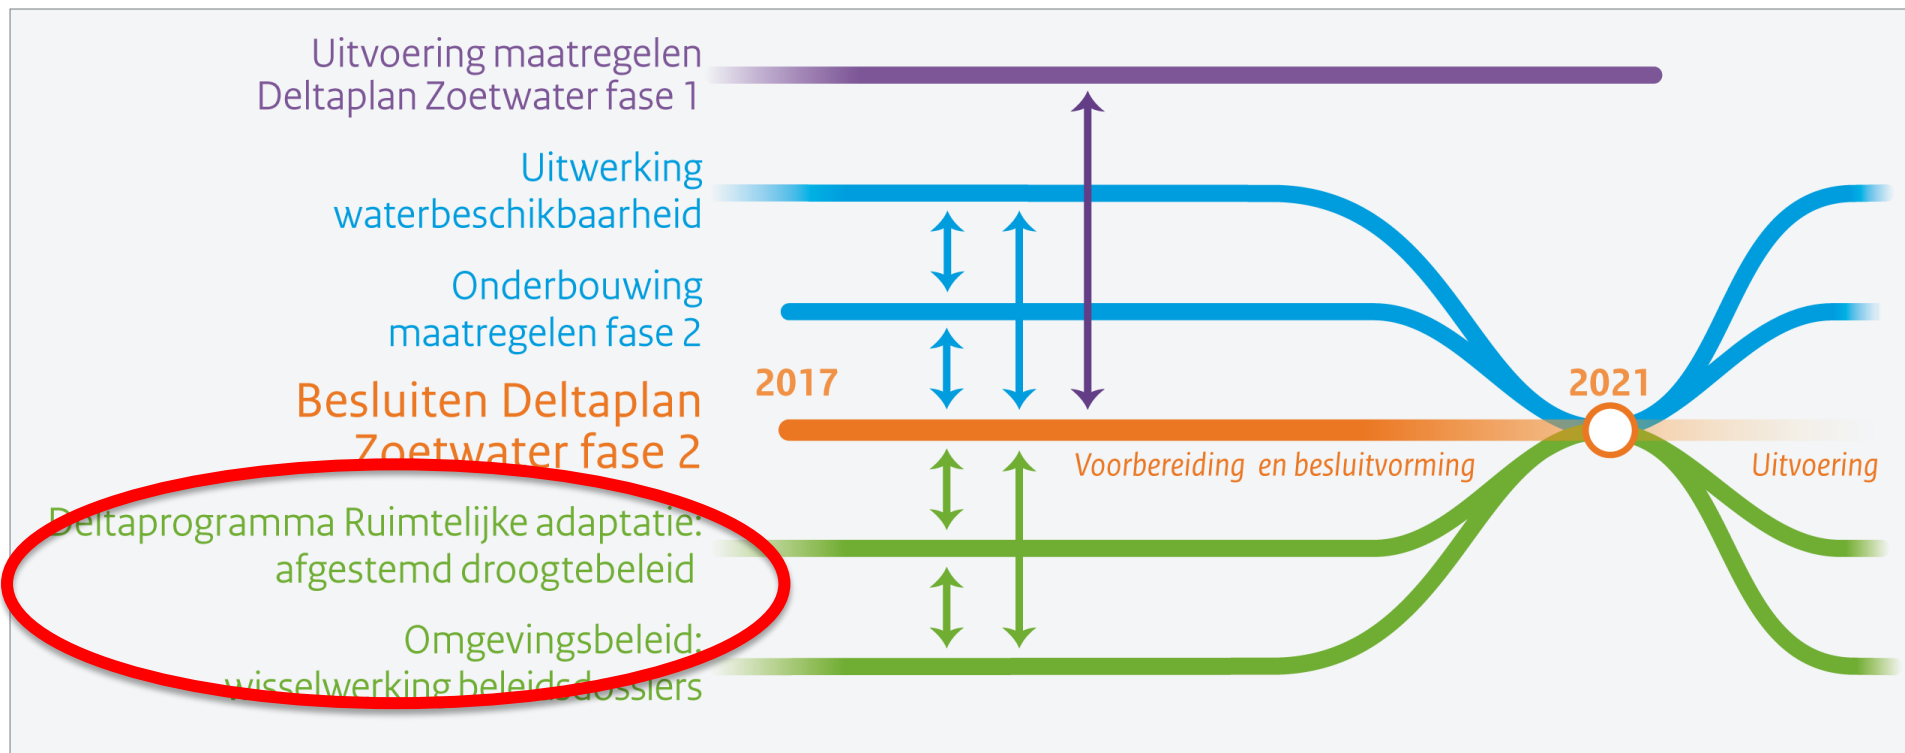 Uitvoering maatregelen
Deltaplan Zoetwater fase 1
Uitwerking
waterbeschikbaarheid
Onderbouwing
maatregelen fase 2
Besluiten Deltaplan
Zoetwater fase 2
2017
2021
Voorbereiding en besluitvorming
Uitvoering
Deltaprogramma Ruimtelijke adaptatie:
afgestemd droogtebeleid
Omgevingsbeleid:
wisselwerking beleidsdossiers